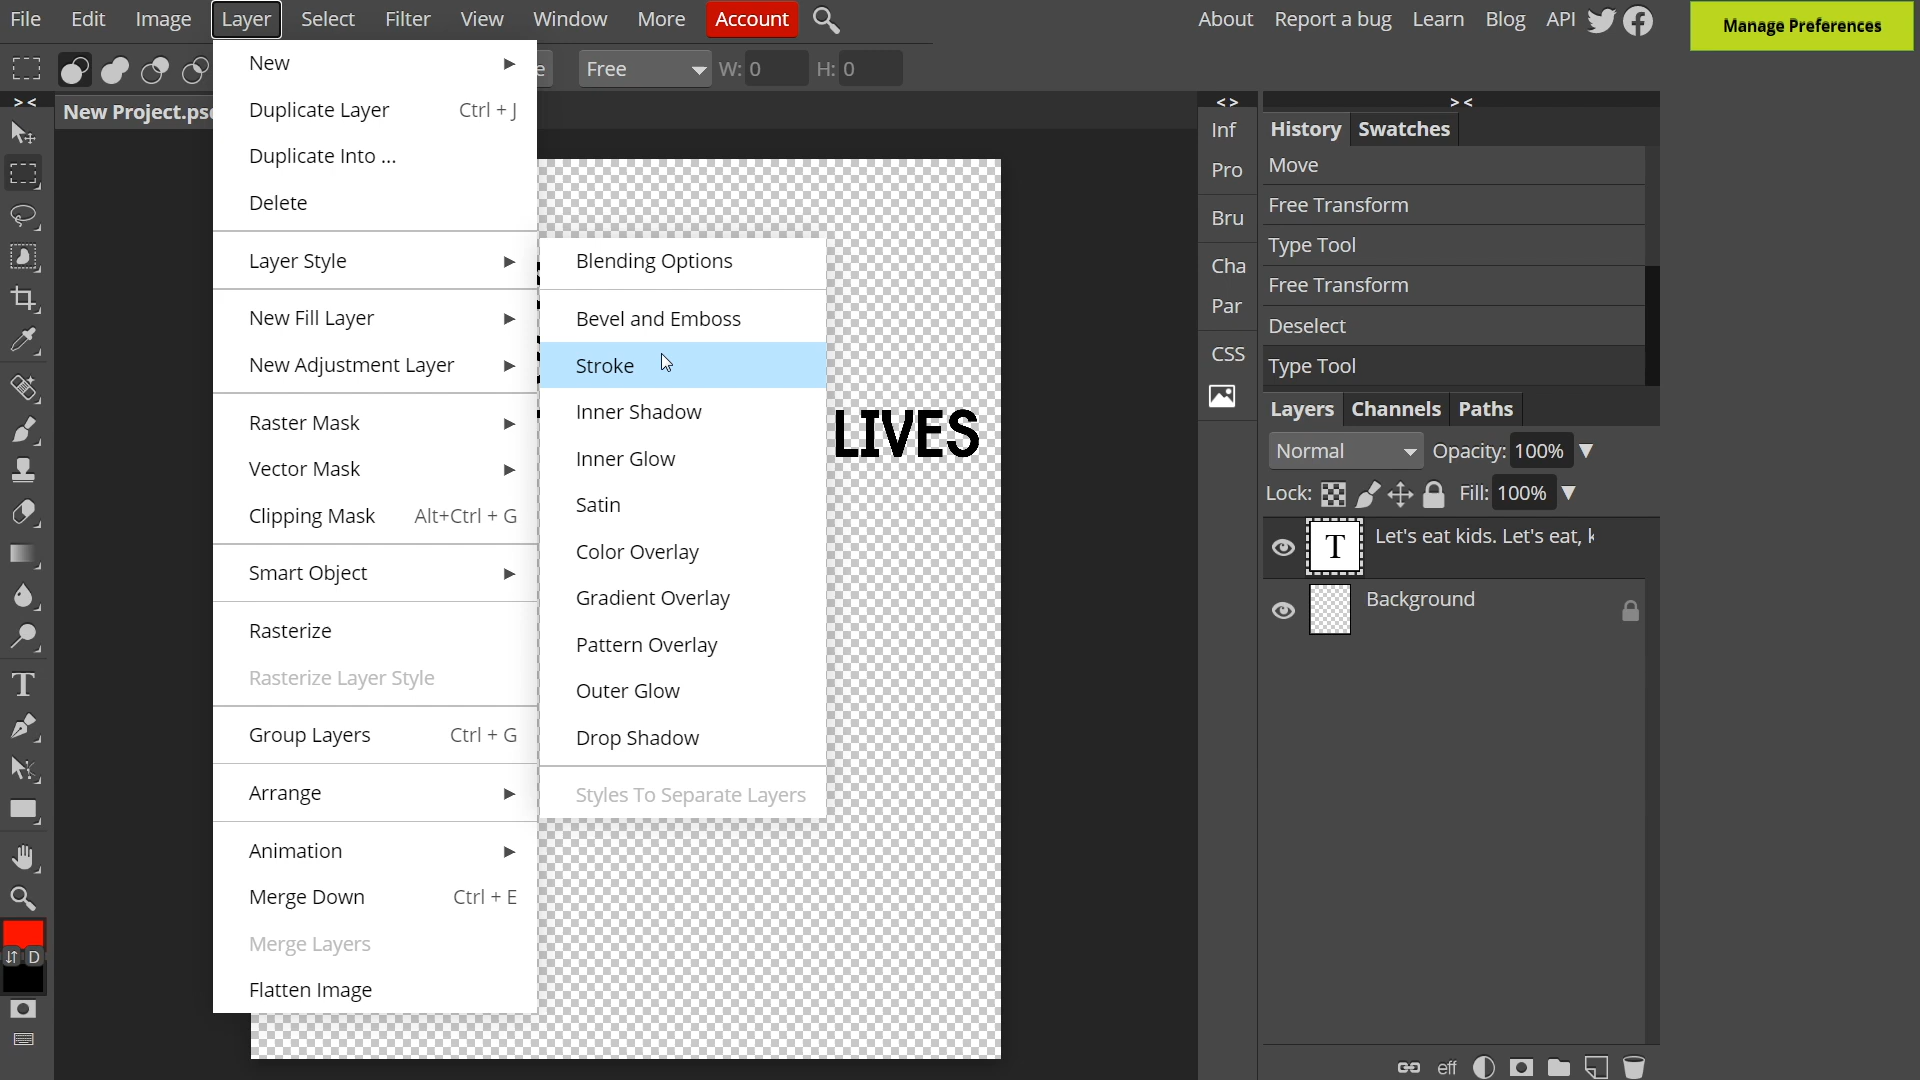 File Edit Image Layer Select Filter View Window More Account About Report a bug Learn Blog API Manage Preferences
Free W: 0 H: 0
New Project.psd
New
Duplicate Layer Ctrl + J
Duplicate Into ...
Delete
Layer Style
New Fill Layer
New Adjustment Layer
Raster Mask
Vector Mask
Clipping Mask Alt+Ctrl + G
Smart Object
Rasterize
Rasterize Layer Style
Group Layers Ctrl + G
Arrange
Animation
Merge Down Ctrl + E
Merge Layers
Flatten Image
Blending Options
Bevel and Emboss
Stroke
Inner Shadow
Inner Glow
Satin
Color Overlay
Gradient Overlay
Pattern Overlay
Outer Glow
Drop Shadow
Styles To Separate Layers
LIVES
Inf
Pro
Bru
Cha
Par
CSS
History Swatches
Move
Free Transform
Type Tool
Free Transform
Deselect
Type Tool
Layers Channels Paths
Normal Opacity: 100%
Lock: Fill: 100%
T Let's eat kids. Let's eat, k
Background
T
D
eff